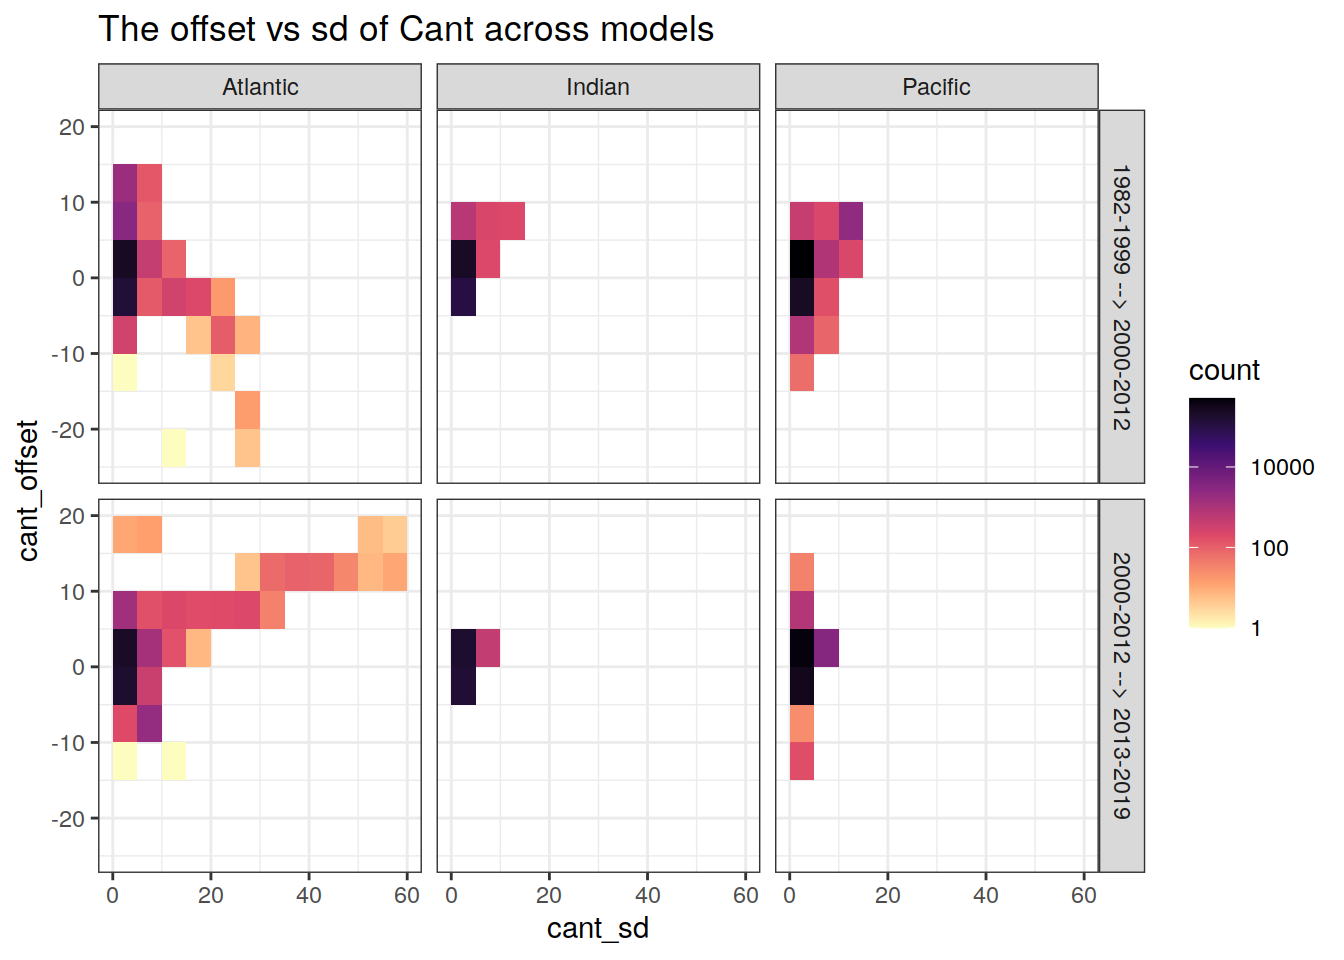 The offset vs sd of Cant across models
Atlantic
Indian
Pacific
20
10
0
-10
-20
1982-1999 --> 2000-2012
20
10
0
-10
-20
2000-2012 --> 2013-2019
cant_offset
0 20 40 60
0 20 40 60
0 20 40 60
cant_sd
count
10000
100
1